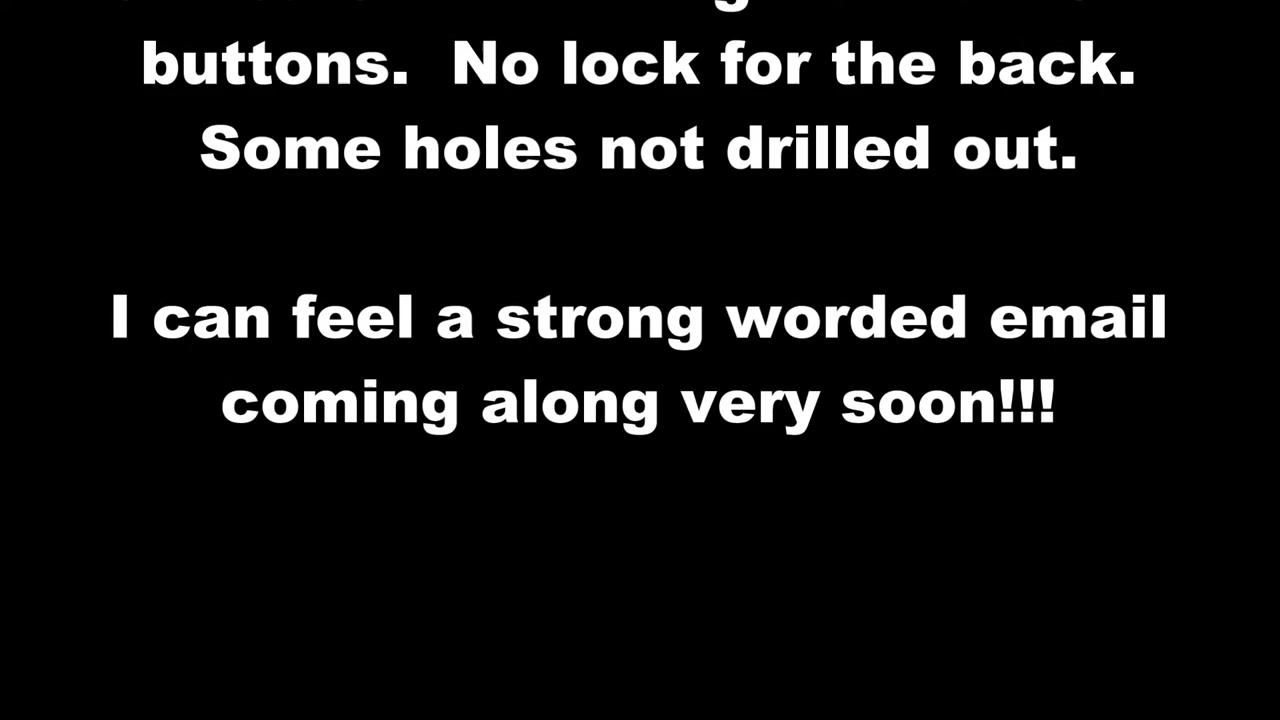 buttons.  No lock for the back.
Some holes not drilled out.
I can feel a strong worded email
coming along very soon!!!